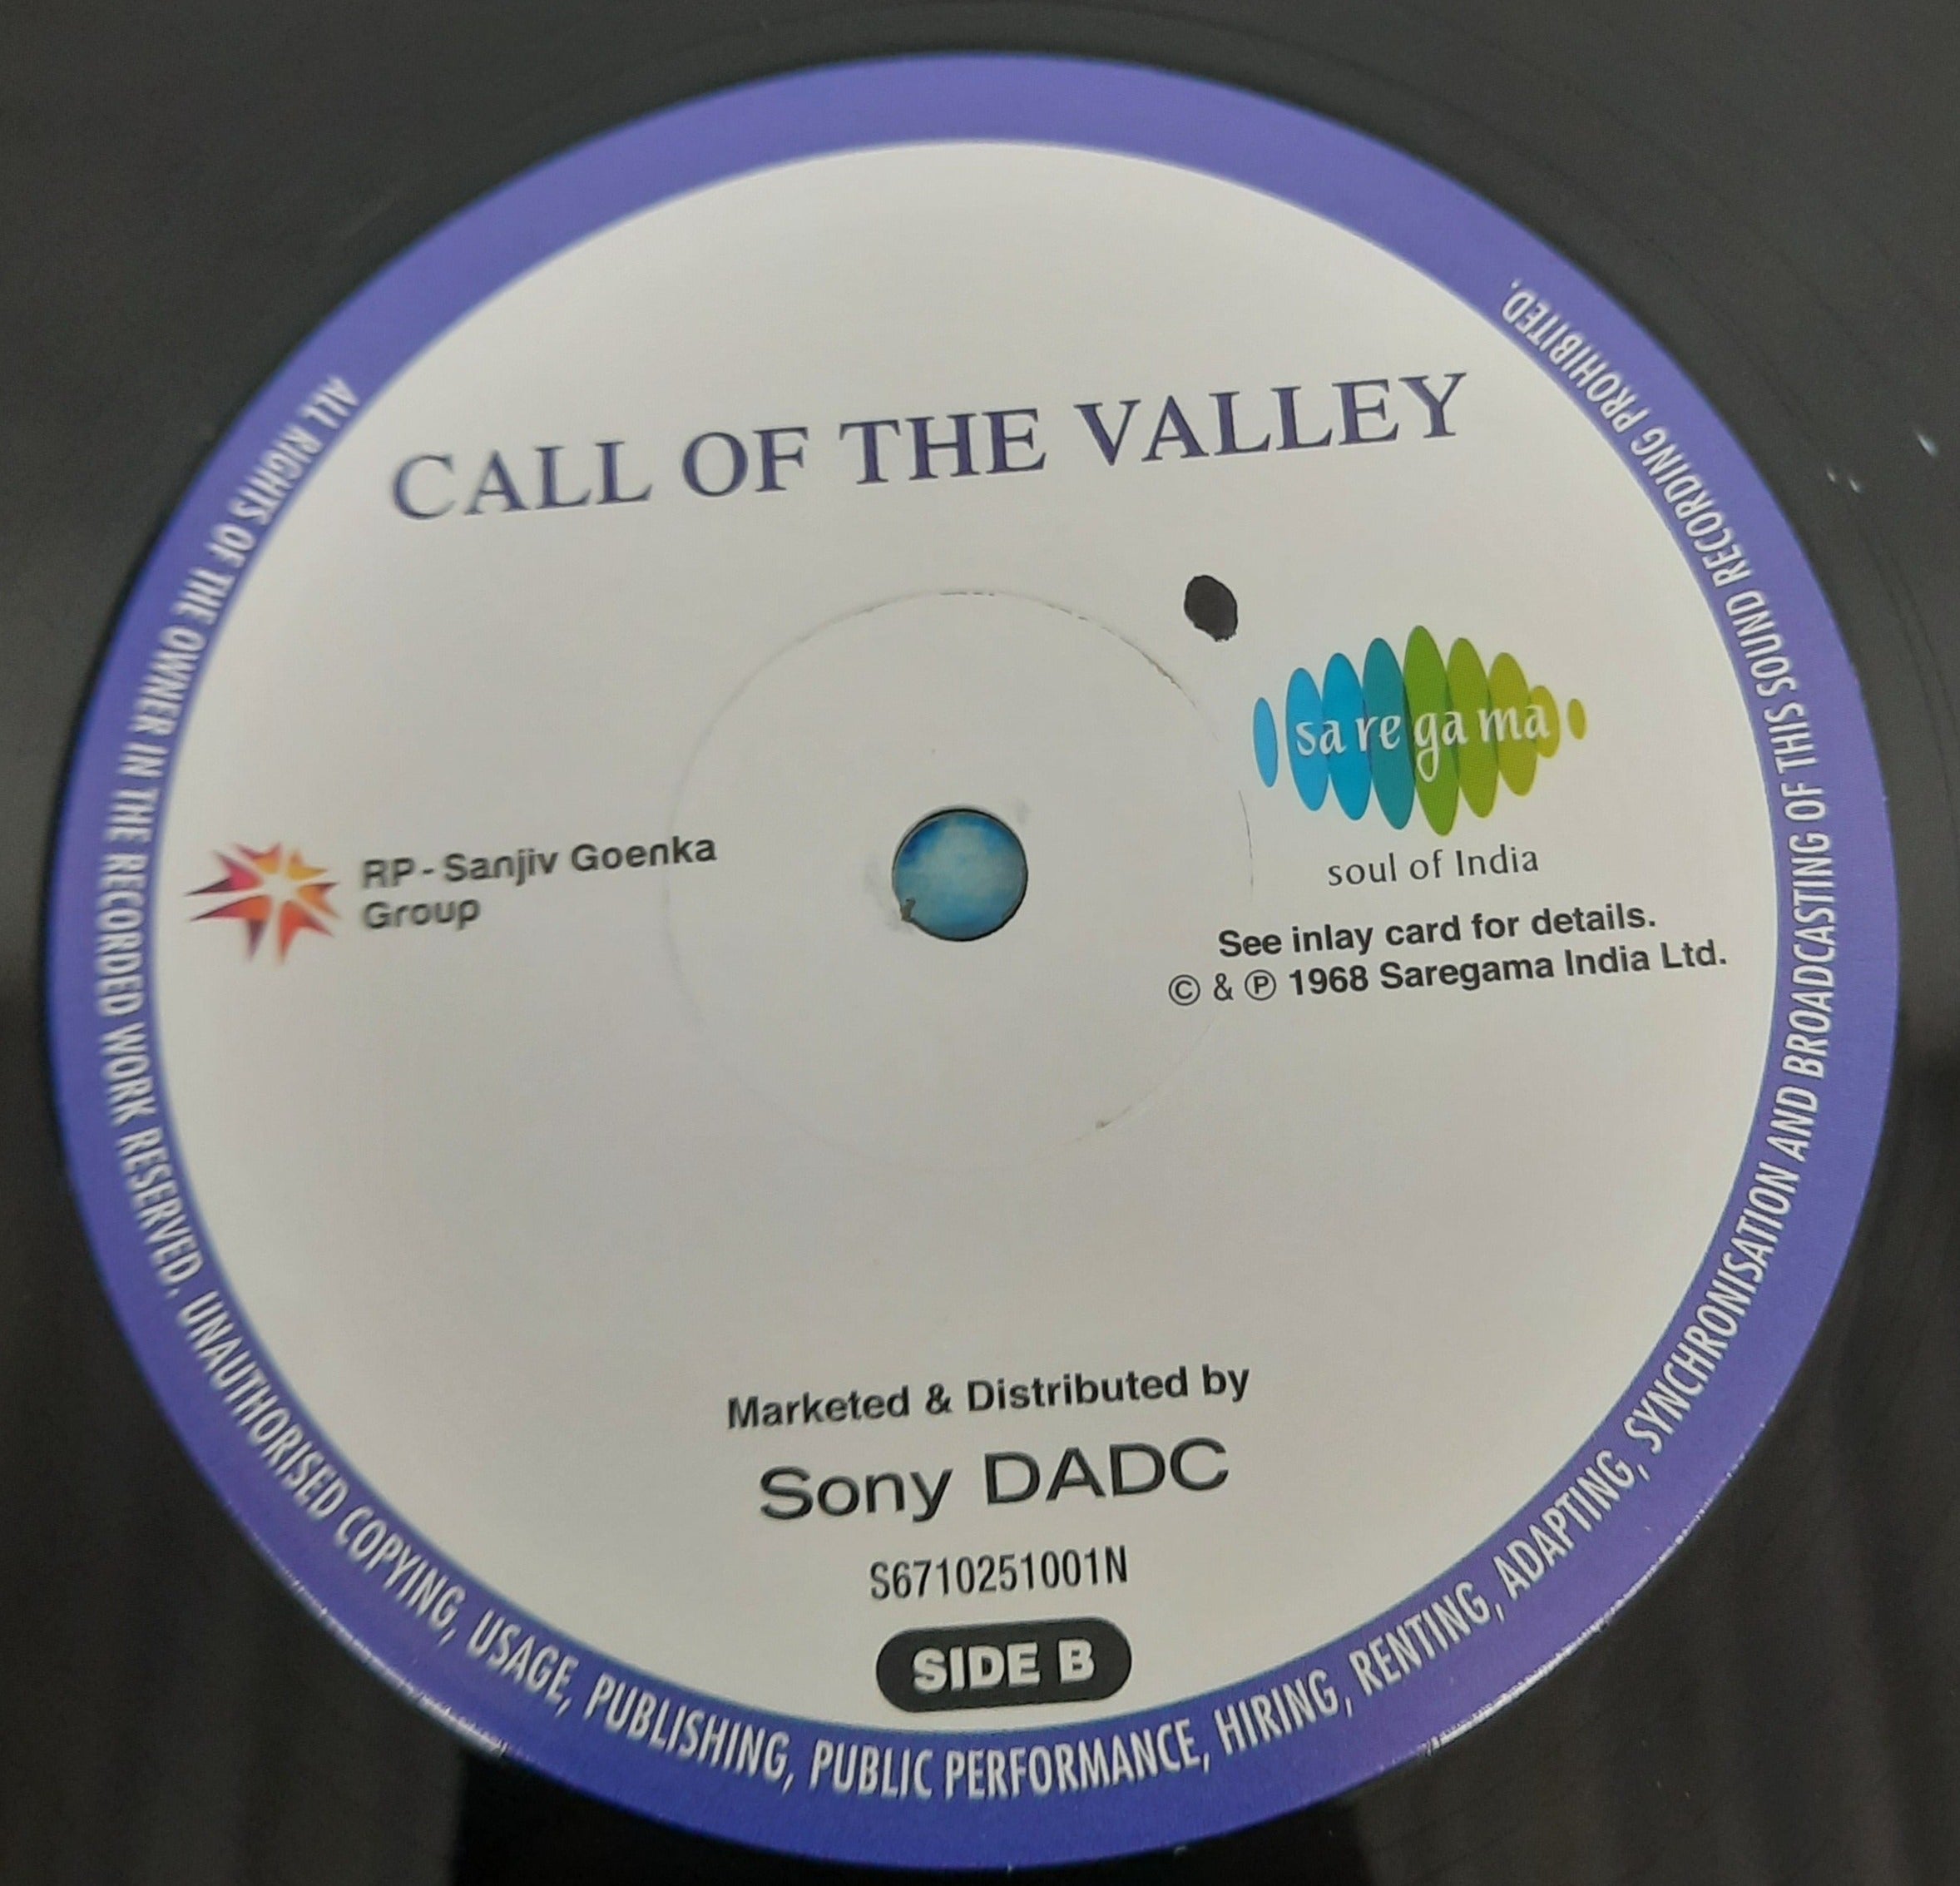 CALL OF THE VALLEY
sa re ga ma
soul of India
RP-Sanjiv Goenka
Group
See inlay card for details.
© & ℗ 1968 Saregama India Ltd.
Marketed & Distributed by
Sony DADC
S6710251001N
SIDE B
ALL RIGHTS OF THE OWNER IN THE RECORDED WORK RESERVED. UNAUTHORISED COPYING, USAGE, PUBLISHING, PUBLIC PERFORMANCE, HIRING, RENTING, ADAPTING, SYNCHRONISATION AND BROADCASTING OF THIS SOUND RECORDING PROHIBITED.